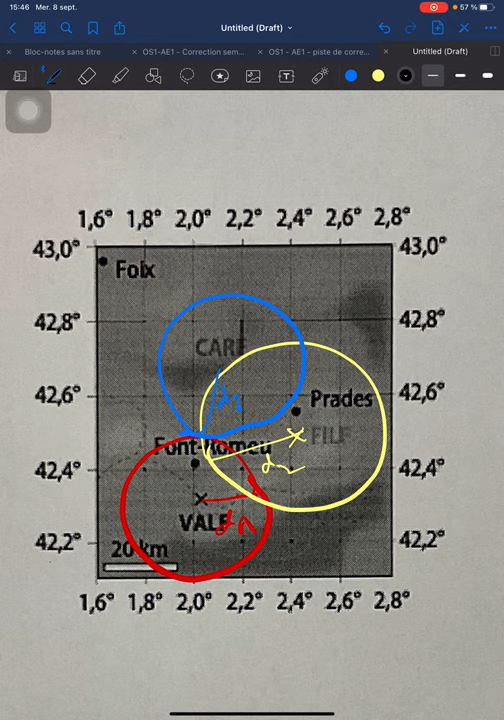 15:46 Mer. 8 sept.
57 %
Untitled (Draft)
Bloc-notes sans titre
OS1-AE1 - Correction sem...
OS1 - AE1 - piste de corre...
Untitled (Draft)
1,6° 1,8° 2,0° 2,2° 2,4° 2,6° 2,8°
43,0° 43,0°
Foix
42,8° 42,8°
CARF
42,6° 42,6°
Prades
FILF
Font-Romeu
42,4° 42,4°
d2
VALF
42,2° 42,2°
20 km
1,6° 1,8° 2,0° 2,2° 2,4° 2,6° 2,8°